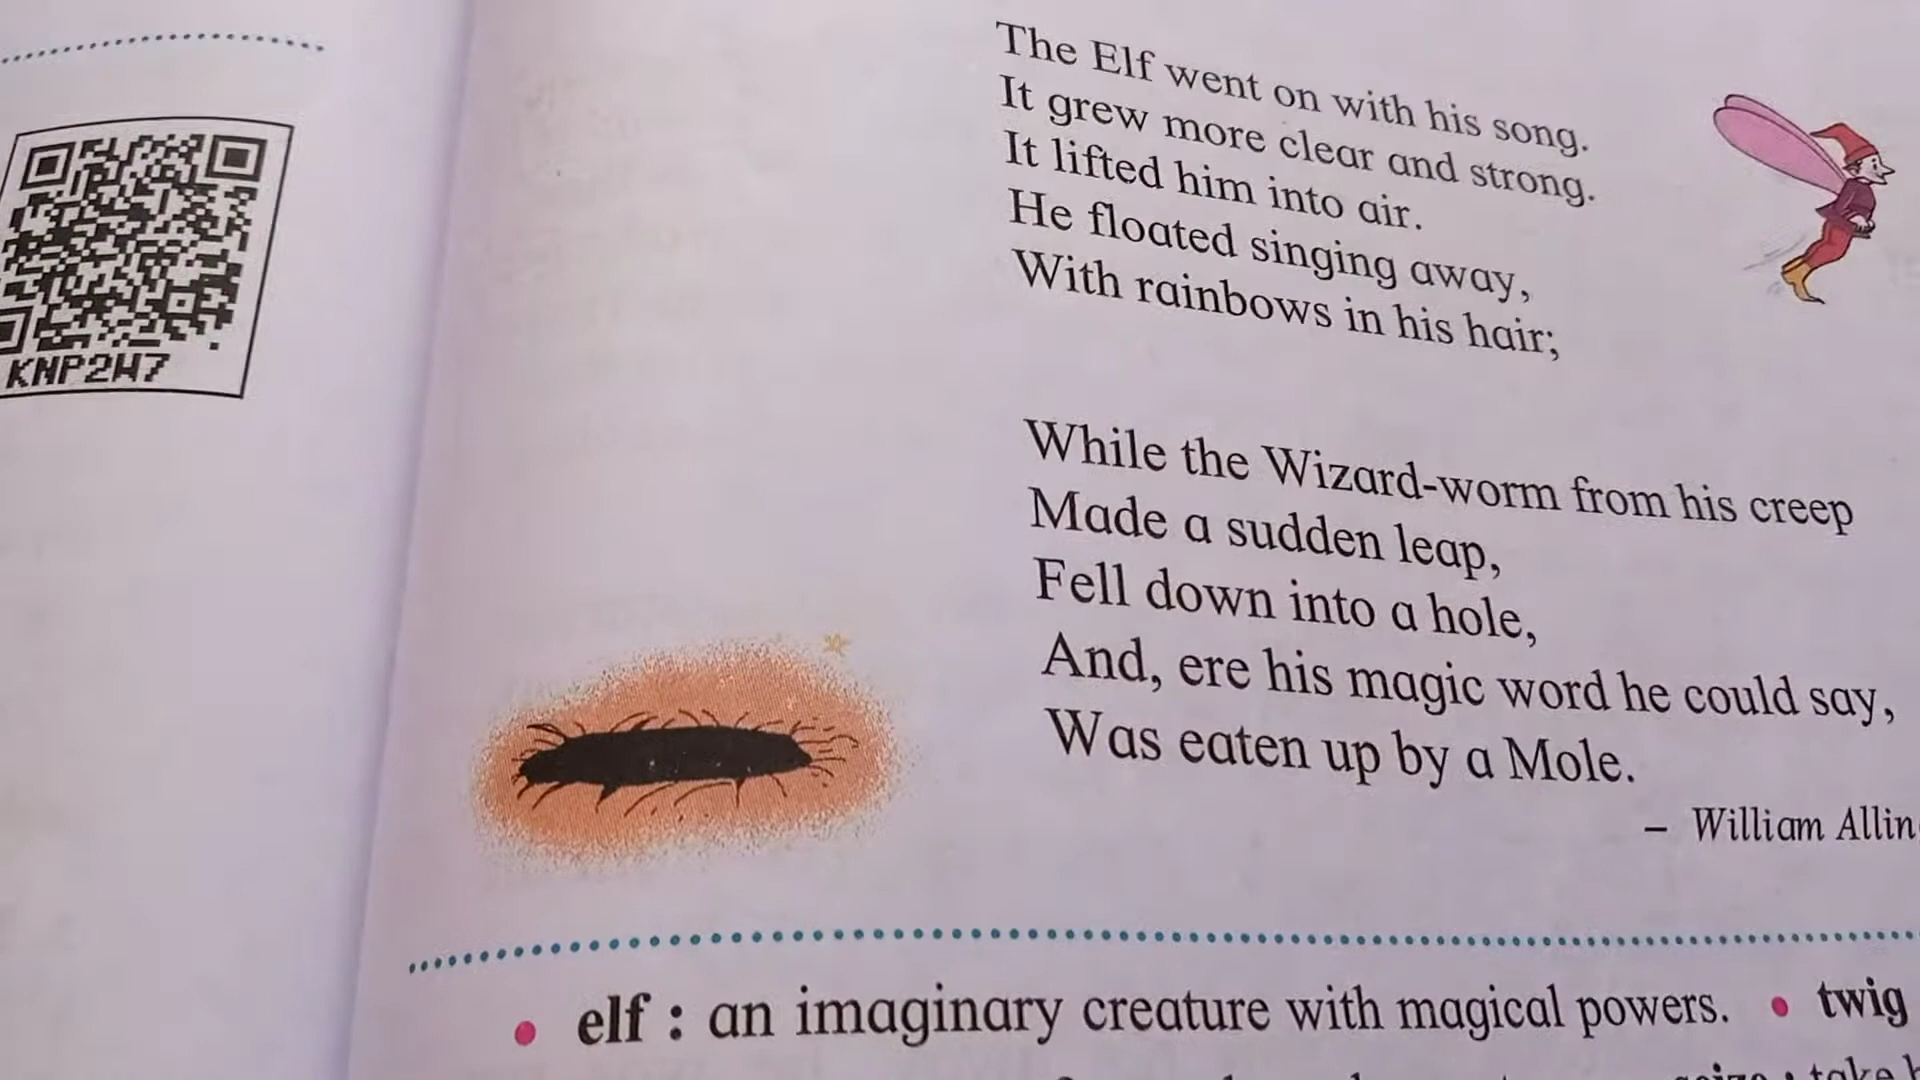 KNP2W7
The Elf went on with his song.
It grew more clear and strong.
It lifted him into air.
He floated singing away,
With rainbows in his hair;
While the Wizard-worm from his creep
Made a sudden leap,
Fell down into a hole,
And, ere his magic word he could say,
Was eaten up by a Mole.
– William Allin
• elf : an imaginary creature with magical powers. • twig
: take